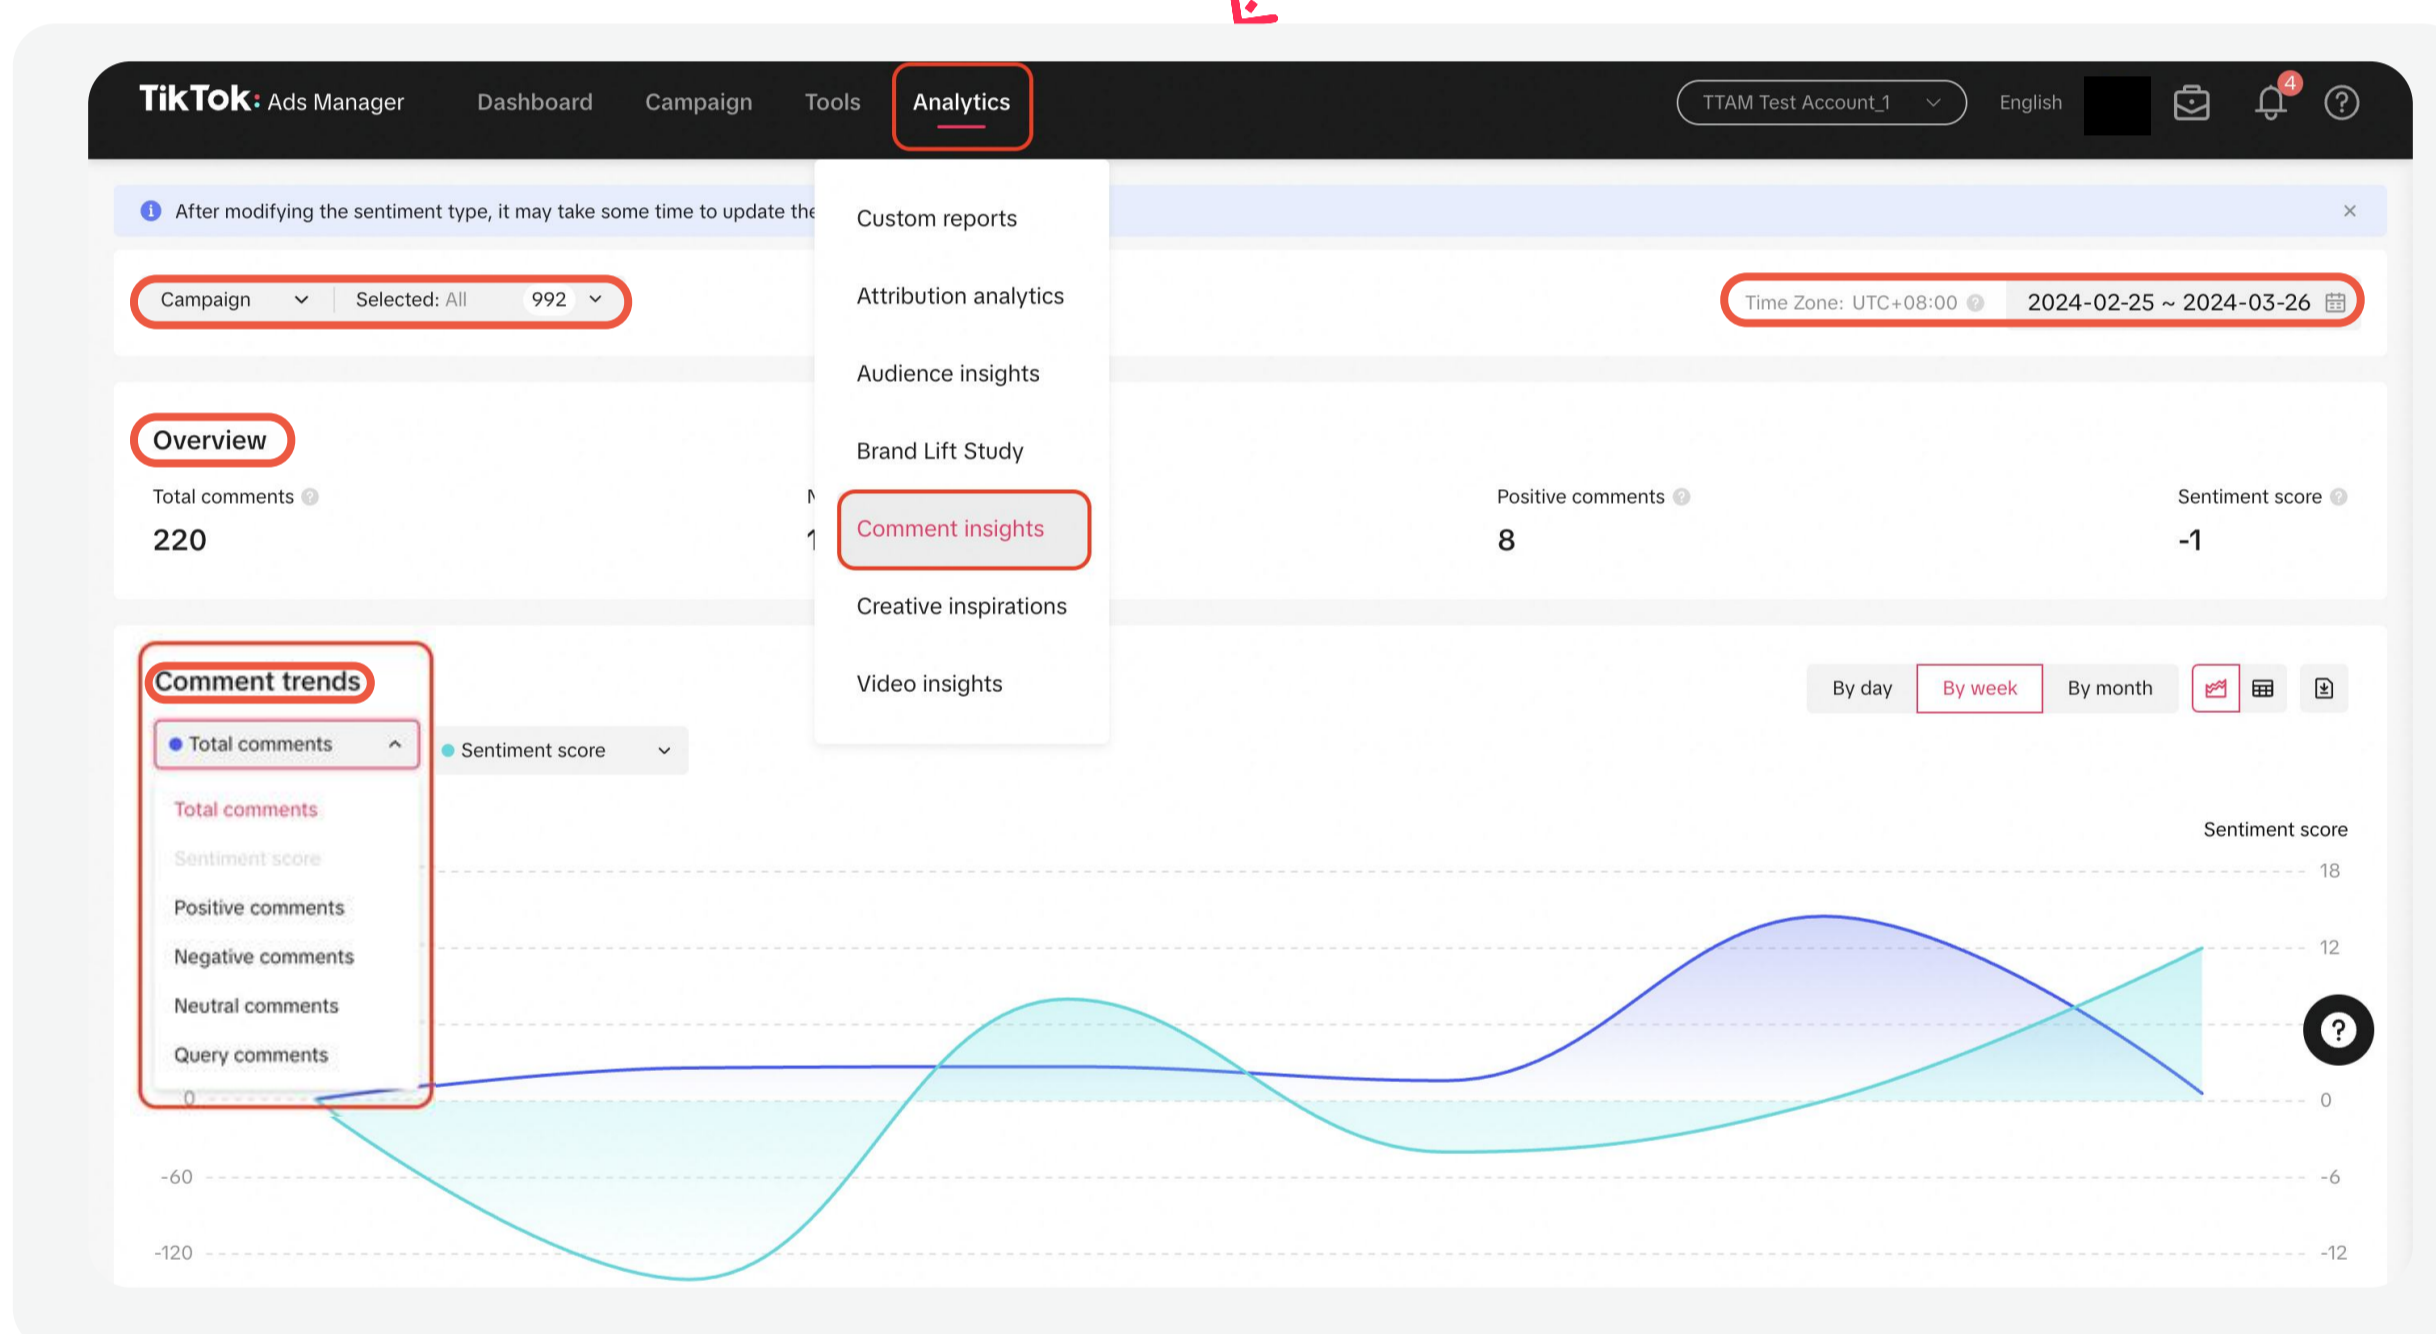 TikTok: Ads Manager Dashboard Campaign Tools Analytics TTAM Test Account_1 English 4
After modifying the sentiment type, it may take some time to update the
Custom reports
Attribution analytics
Audience insights
Brand Lift Study
Comment insights
Creative inspirations
Video insights
Campaign Selected: All 992 Time Zone: UTC+08:00 2024-02-25 ~ 2024-03-26
Overview
Total comments Positive comments Sentiment score
220 8 -1
Comment trends By day By week By month
Total comments Sentiment score
Total comments
Sentiment score
Positive comments
Negative comments
Neutral comments
Query comments
Sentiment score
18
12
0 0
-60 -6
-120 -12